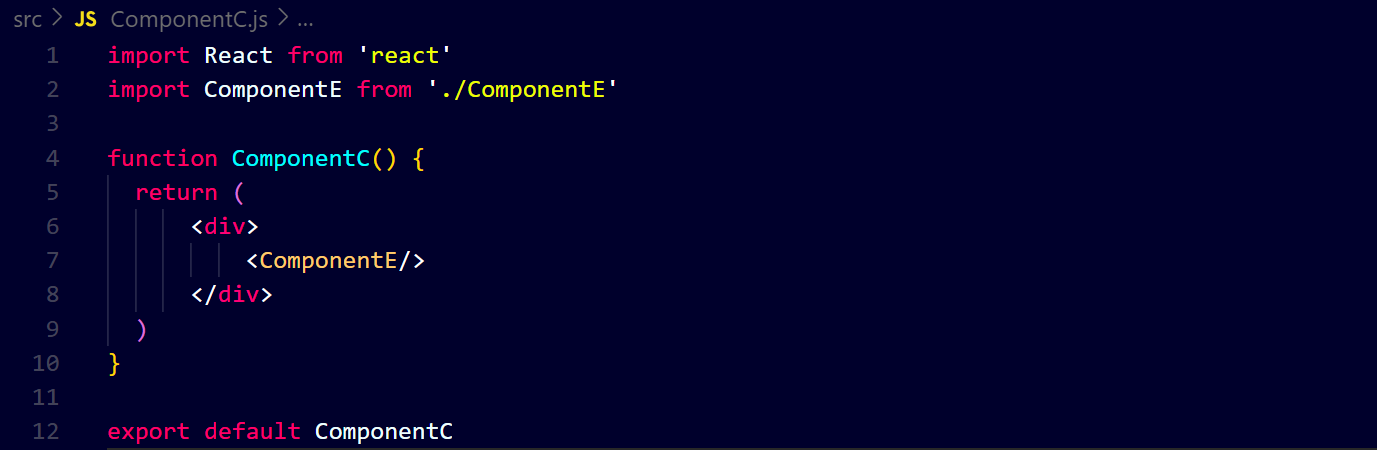 src > JS ComponentC.js > ...
1 import React from 'react'
2 import ComponentE from './ComponentE'
3
4 function ComponentC() {
5   return (
6       <div>
7           <ComponentE/>
8       </div>
9   )
10 }
11
12 export default ComponentC